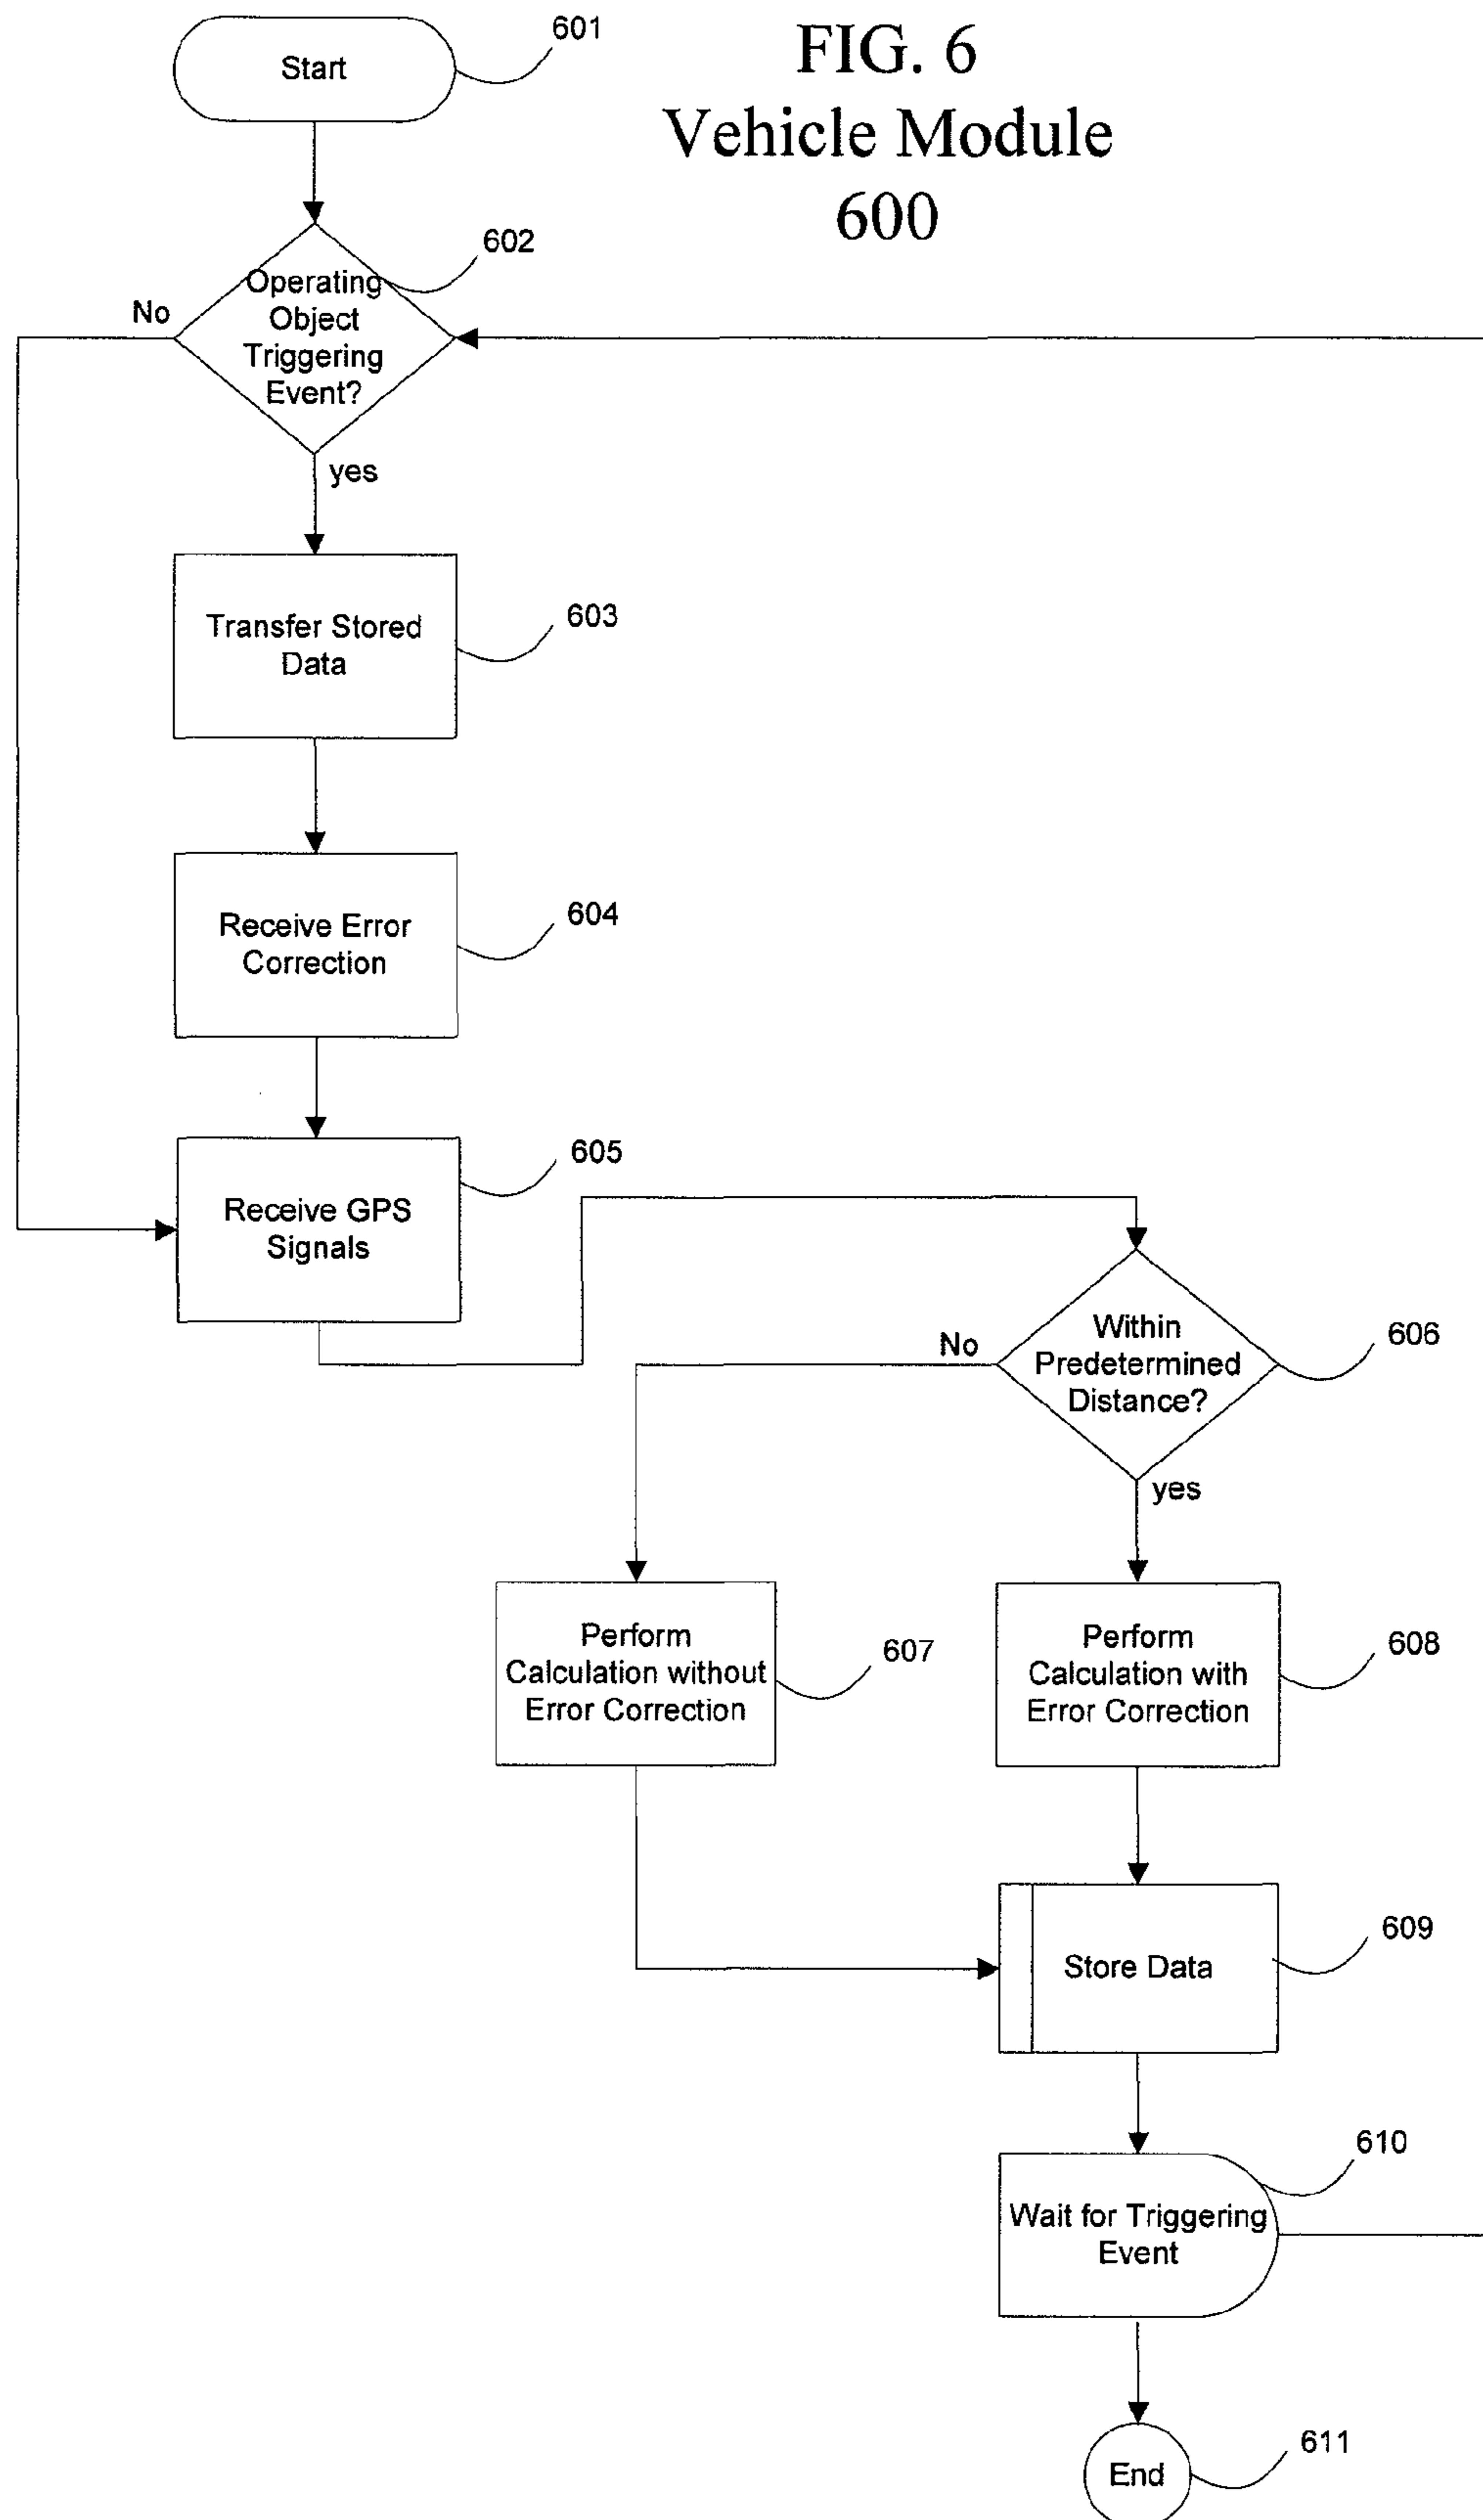 FIG. 6
Vehicle Module
600
Start
601
602
Operating
Object
Triggering
Event?
No
yes
Transfer Stored
Data
603
Receive Error
Correction
604
Receive GPS
Signals
605
Within
Predetermined
Distance?
606
No
yes
Perform
Calculation without
Error Correction
607
Perform
Calculation with
Error Correction
608
Store Data
609
Wait for Triggering
Event
610
End
611